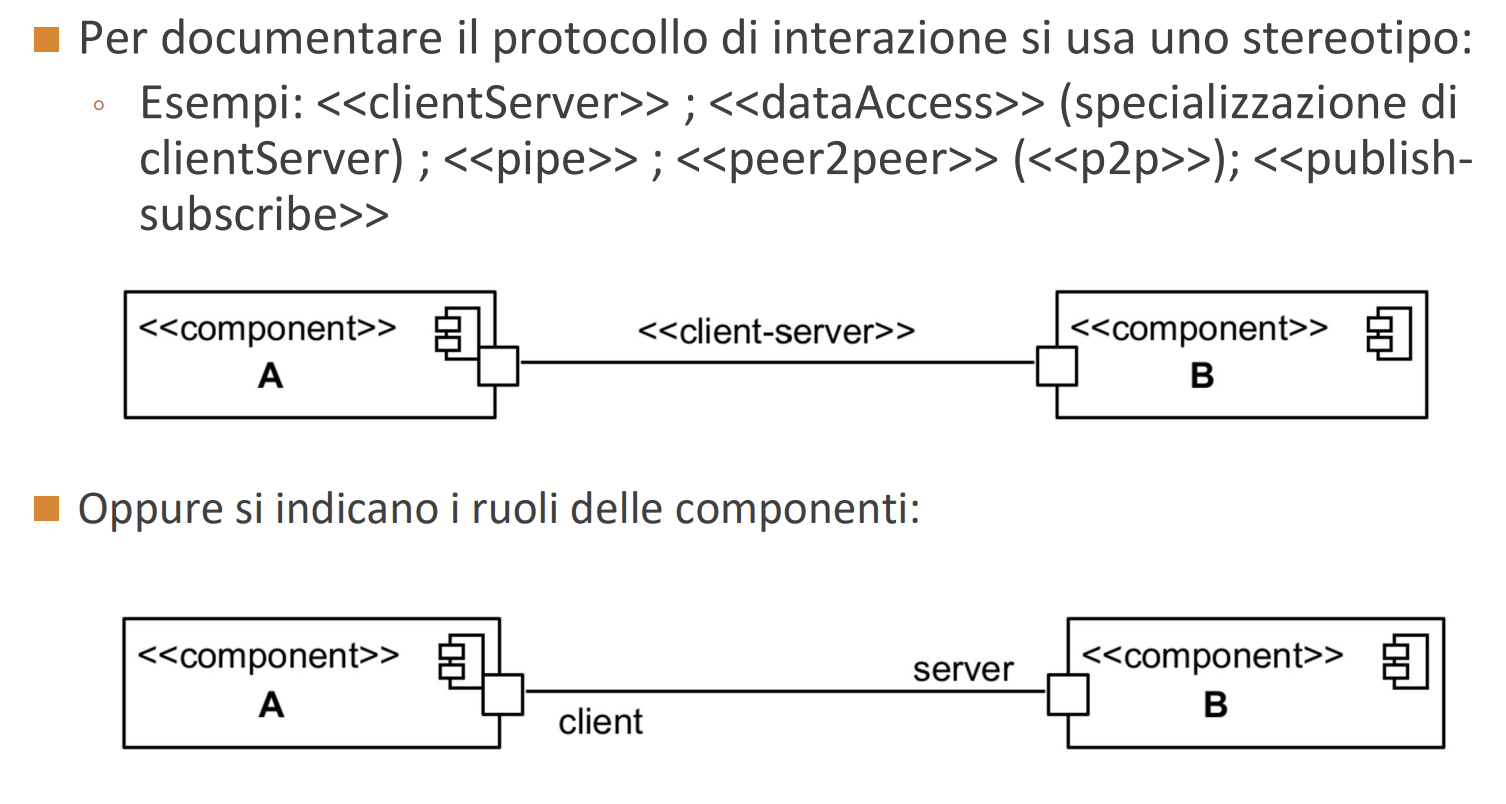 Per documentare il protocollo di interazione si usa uno stereotipo:
Esempi: <<clientServer>> ; <<dataAccess>> (specializzazione di
clientServer) ; <<pipe>> ; <<peer2peer>> (<<p2p>>); <<publish-
subscribe>>
<<component>>
A
<<client-server>>
<<component>>
B
Oppure si indicano i ruoli delle componenti:
<<component>>
A
client
server
<<component>>
B